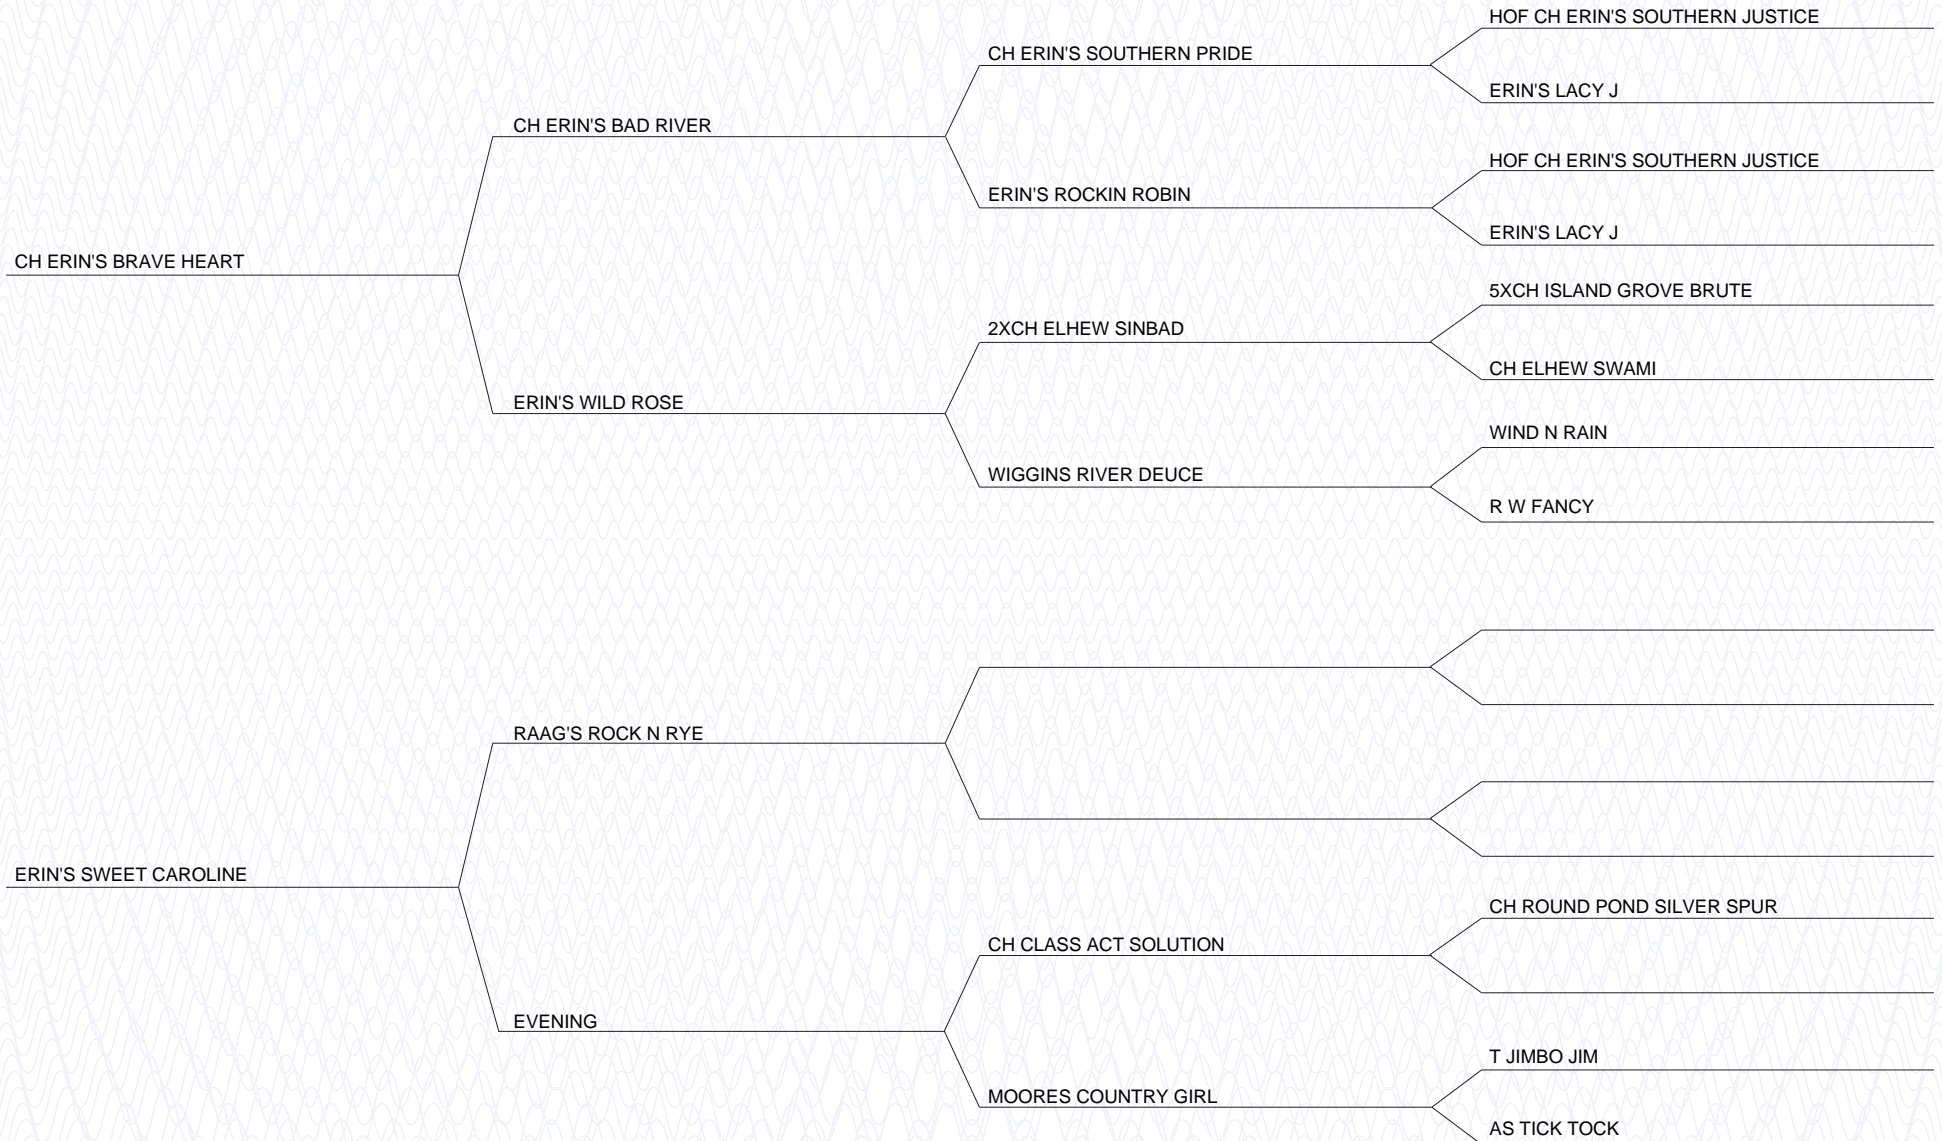 HOF CH ERIN'S SOUTHERN JUSTICE
CH ERIN'S SOUTHERN PRIDE
ERIN'S LACY J
CH ERIN'S BAD RIVER
HOF CH ERIN'S SOUTHERN JUSTICE
ERIN'S ROCKIN ROBIN
ERIN'S LACY J
CH ERIN'S BRAVE HEART
5XCH ISLAND GROVE BRUTE
2XCH ELHEW SINBAD
CH ELHEW SWAMI
ERIN'S WILD ROSE
WIND N RAIN
WIGGINS RIVER DEUCE
R W FANCY
RAAG'S ROCK N RYE
ERIN'S SWEET CAROLINE
CH ROUND POND SILVER SPUR
CH CLASS ACT SOLUTION
EVENING
T JIMBO JIM
MOORES COUNTRY GIRL
AS TICK TOCK